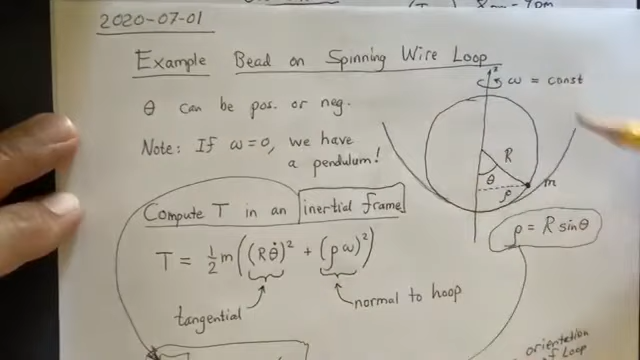 2020-07-01
Example Bead on Spinning Wire Loop
z
ω = const
θ can be pos. or neg.
Note: If ω=0, we have
a pendulum!
R
θ
m
ρ
Compute T in an inertial frame
ρ = R sinθ
T = ½m((Rθ̇)² + (ρω)²)
tangential
normal to hoop
orientation
of loop